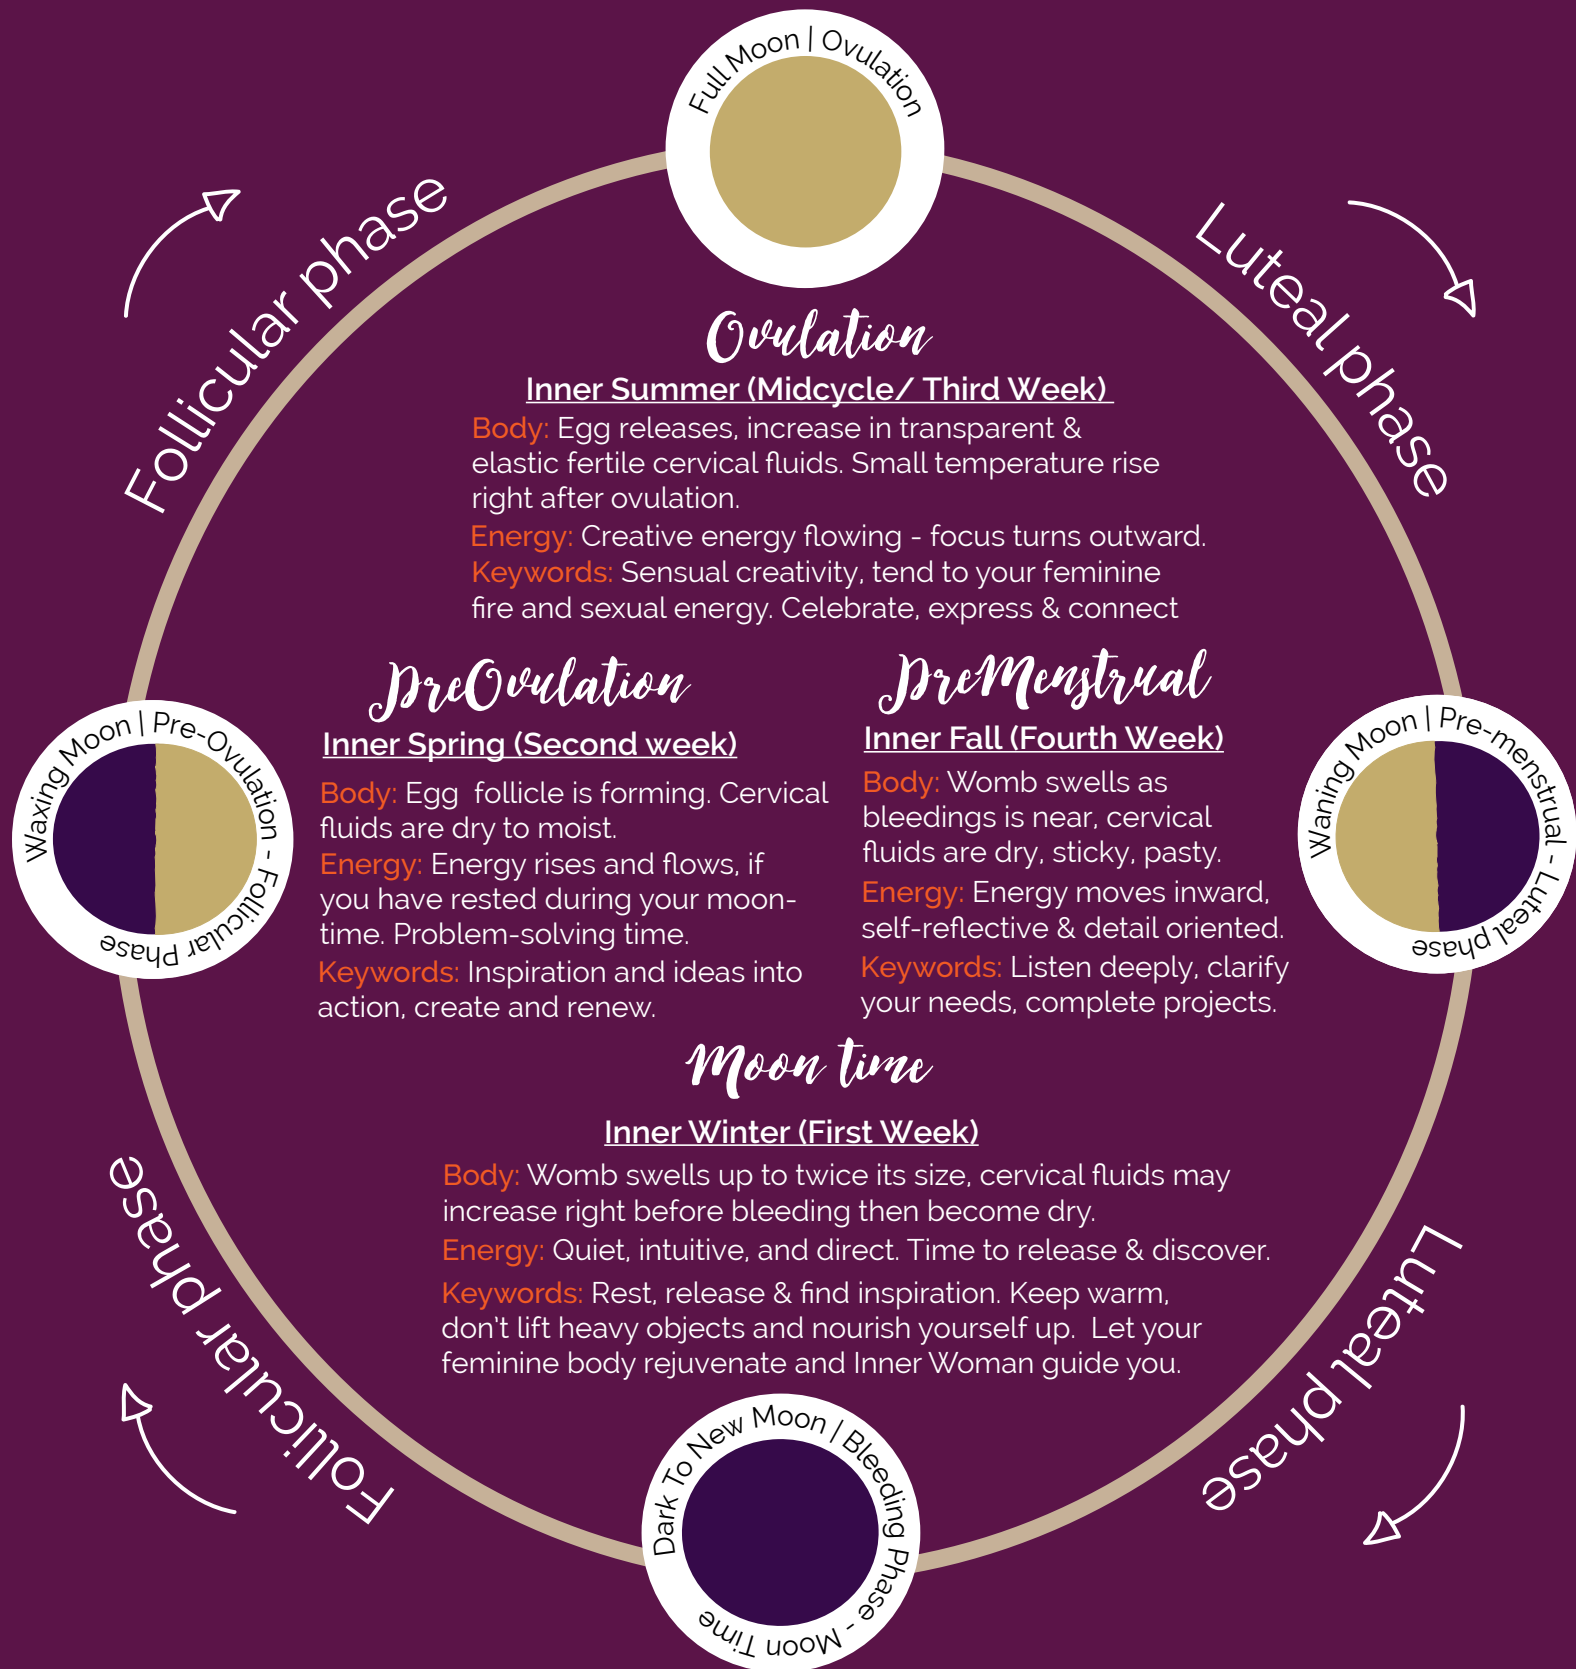 Full Moon | Ovulation
Follicular phase
Luteal phase
Ovulation
Inner Summer (Midcycle/ Third Week)
Body: Egg releases, increase in transparent &
elastic fertile cervical fluids. Small temperature rise
right after ovulation.
Energy: Creative energy flowing - focus turns outward.
Keywords: Sensual creativity, tend to your feminine
fire and sexual energy. Celebrate, express & connect
Waxing Moon | Pre-Ovulation - Follicular Phase
PreOvulation
Inner Spring (Second week)
Body: Egg follicle is forming. Cervical
fluids are dry to moist.
Energy: Energy rises and flows, if
you have rested during your moon-
time. Problem-solving time.
Keywords: Inspiration and ideas into
action, create and renew.
PreMenstrual
Inner Fall (Fourth Week)
Body: Womb swells as
bleedings is near, cervical
fluids are dry, sticky, pasty.
Energy: Energy moves inward,
self-reflective & detail oriented.
Keywords: Listen deeply, clarify
your needs, complete projects.
Waning Moon | Pre-menstrual - Luteal phase
Moon time
Inner Winter (First Week)
Body: Womb swells up to twice its size, cervical fluids may
increase right before bleeding then become dry.
Energy: Quiet, intuitive, and direct. Time to release & discover.
Keywords: Rest, release & find inspiration. Keep warm,
don't lift heavy objects and nourish yourself up. Let your
feminine body rejuvenate and Inner Woman guide you.
Follicular phase
Luteal phase
Dark To New Moon | Bleeding Phase - Moon Time